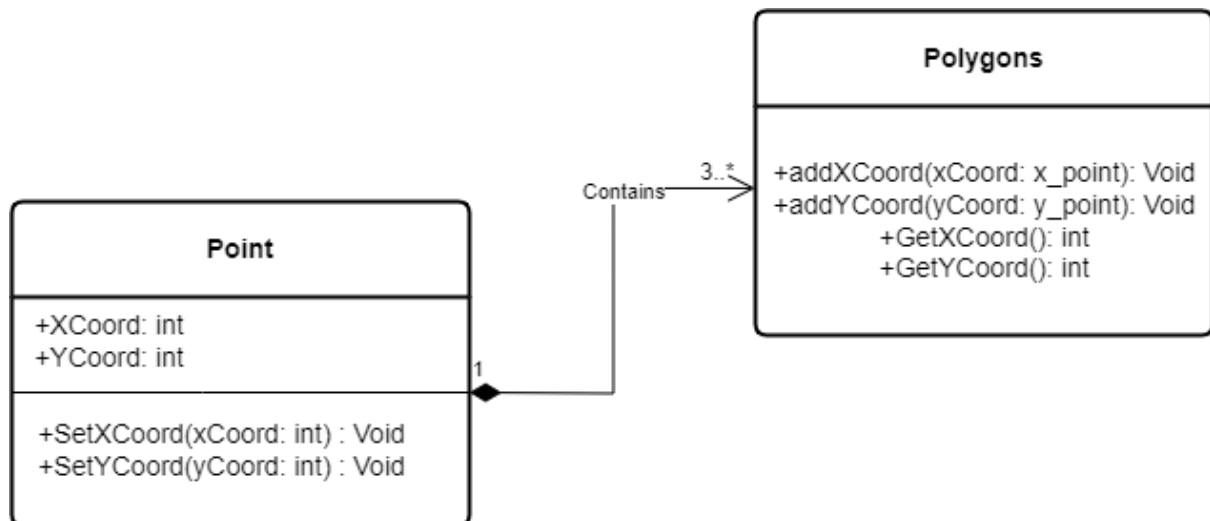 Polygons
+addXCoord(xCoord: x_point): Void
+addYCoord(yCoord: y_point): Void
+GetXCoord(): int
+GetYCoord(): int
3..*
Contains
Point
+XCoord: int
+YCoord: int
1
+SetXCoord(xCoord: int) : Void
+SetYCoord(yCoord: int) : Void